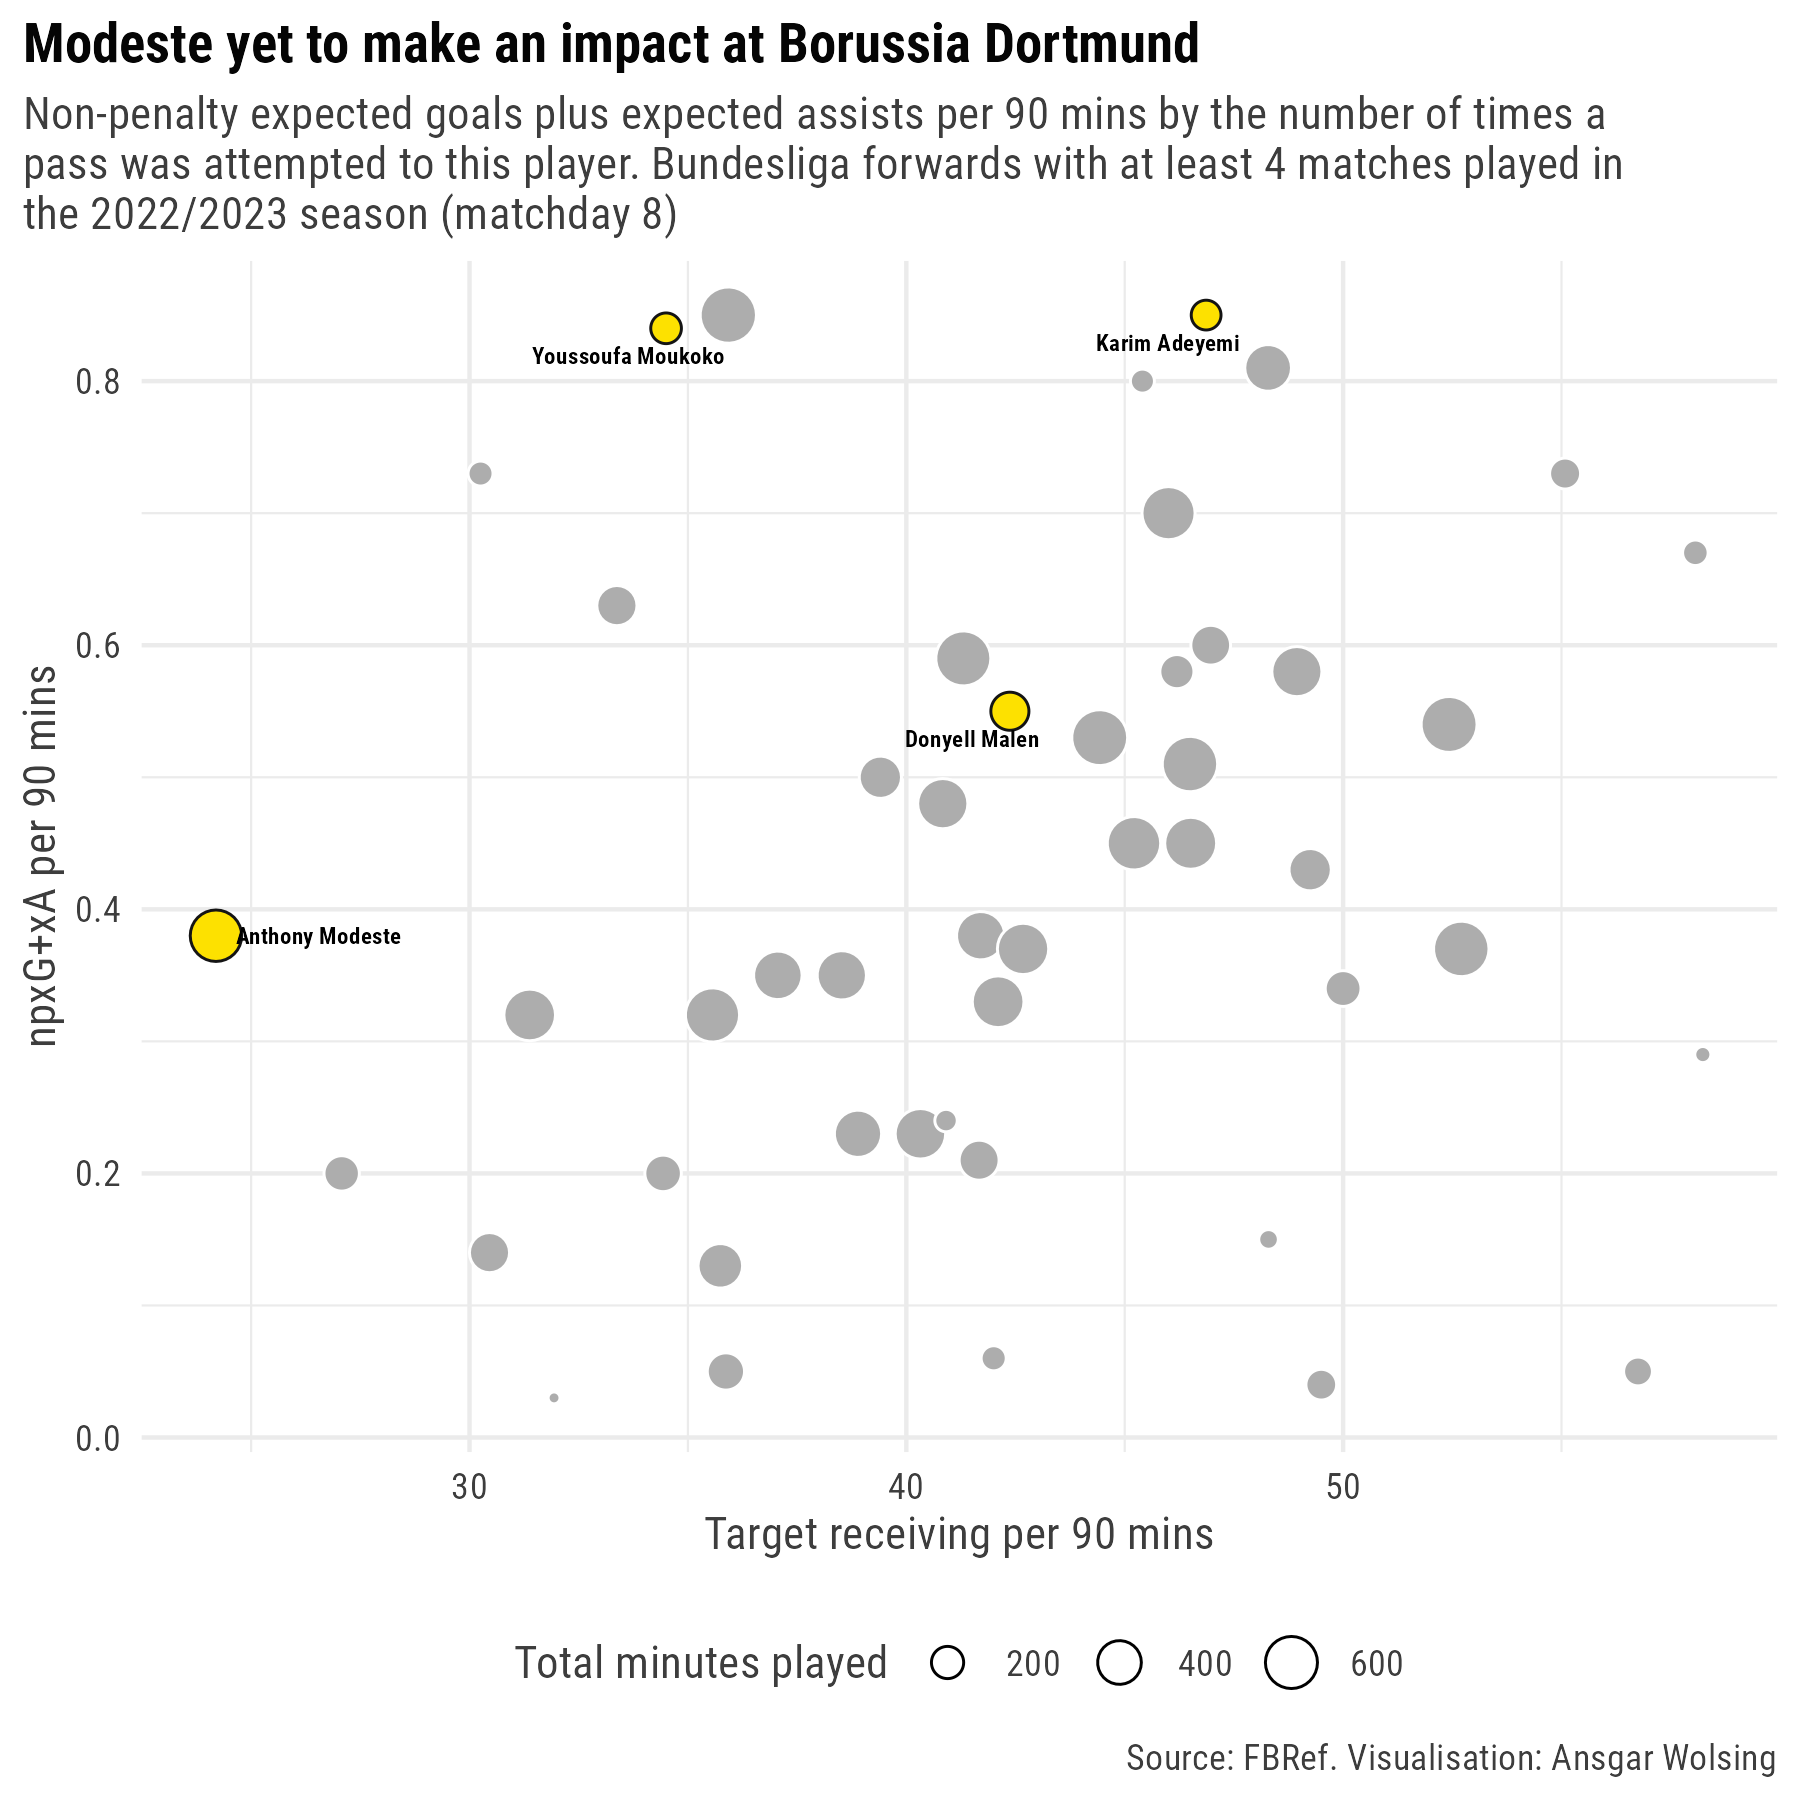 Modeste yet to make an impact at Borussia Dortmund
Non-penalty expected goals plus expected assists per 90 mins by the number of times a
pass was attempted to this player. Bundesliga forwards with at least 4 matches played in
the 2022/2023 season (matchday 8)
Youssoufa Moukoko
Karim Adeyemi
Donyell Malen
Anthony Modeste
npxG+xA per 90 mins
0.8
0.6
0.4
0.2
0.0
30
40
50
Target receiving per 90 mins
Total minutes played 200 400 600
Source: FBRef. Visualisation: Ansgar Wolsing